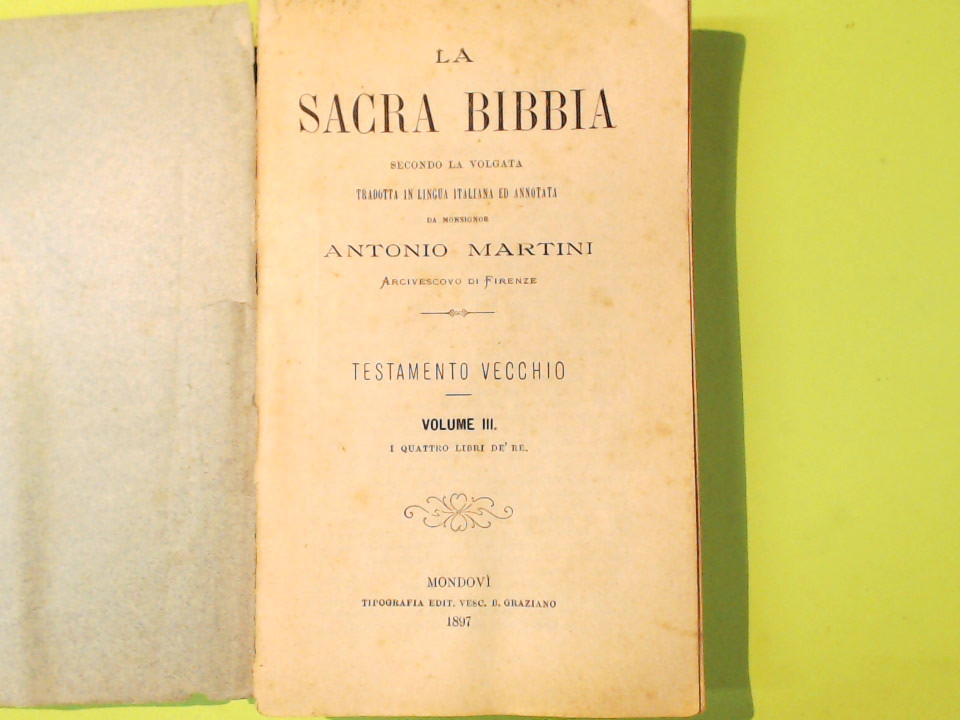 LA
SACRA BIBBIA
SECONDO LA VOLGATA
TRADOTTA IN LINGUA ITALIANA ED ANNOTATA
DA MONSIGNOR
ANTONIO MARTINI
ARCIVESCOVO DI FIRENZE
TESTAMENTO VECCHIO
VOLUME III.
I QUATTRO LIBRI DE' RE.
MONDOVÌ
TIPOGRAFIA EDIT. VESC. B. GRAZIANO
1897